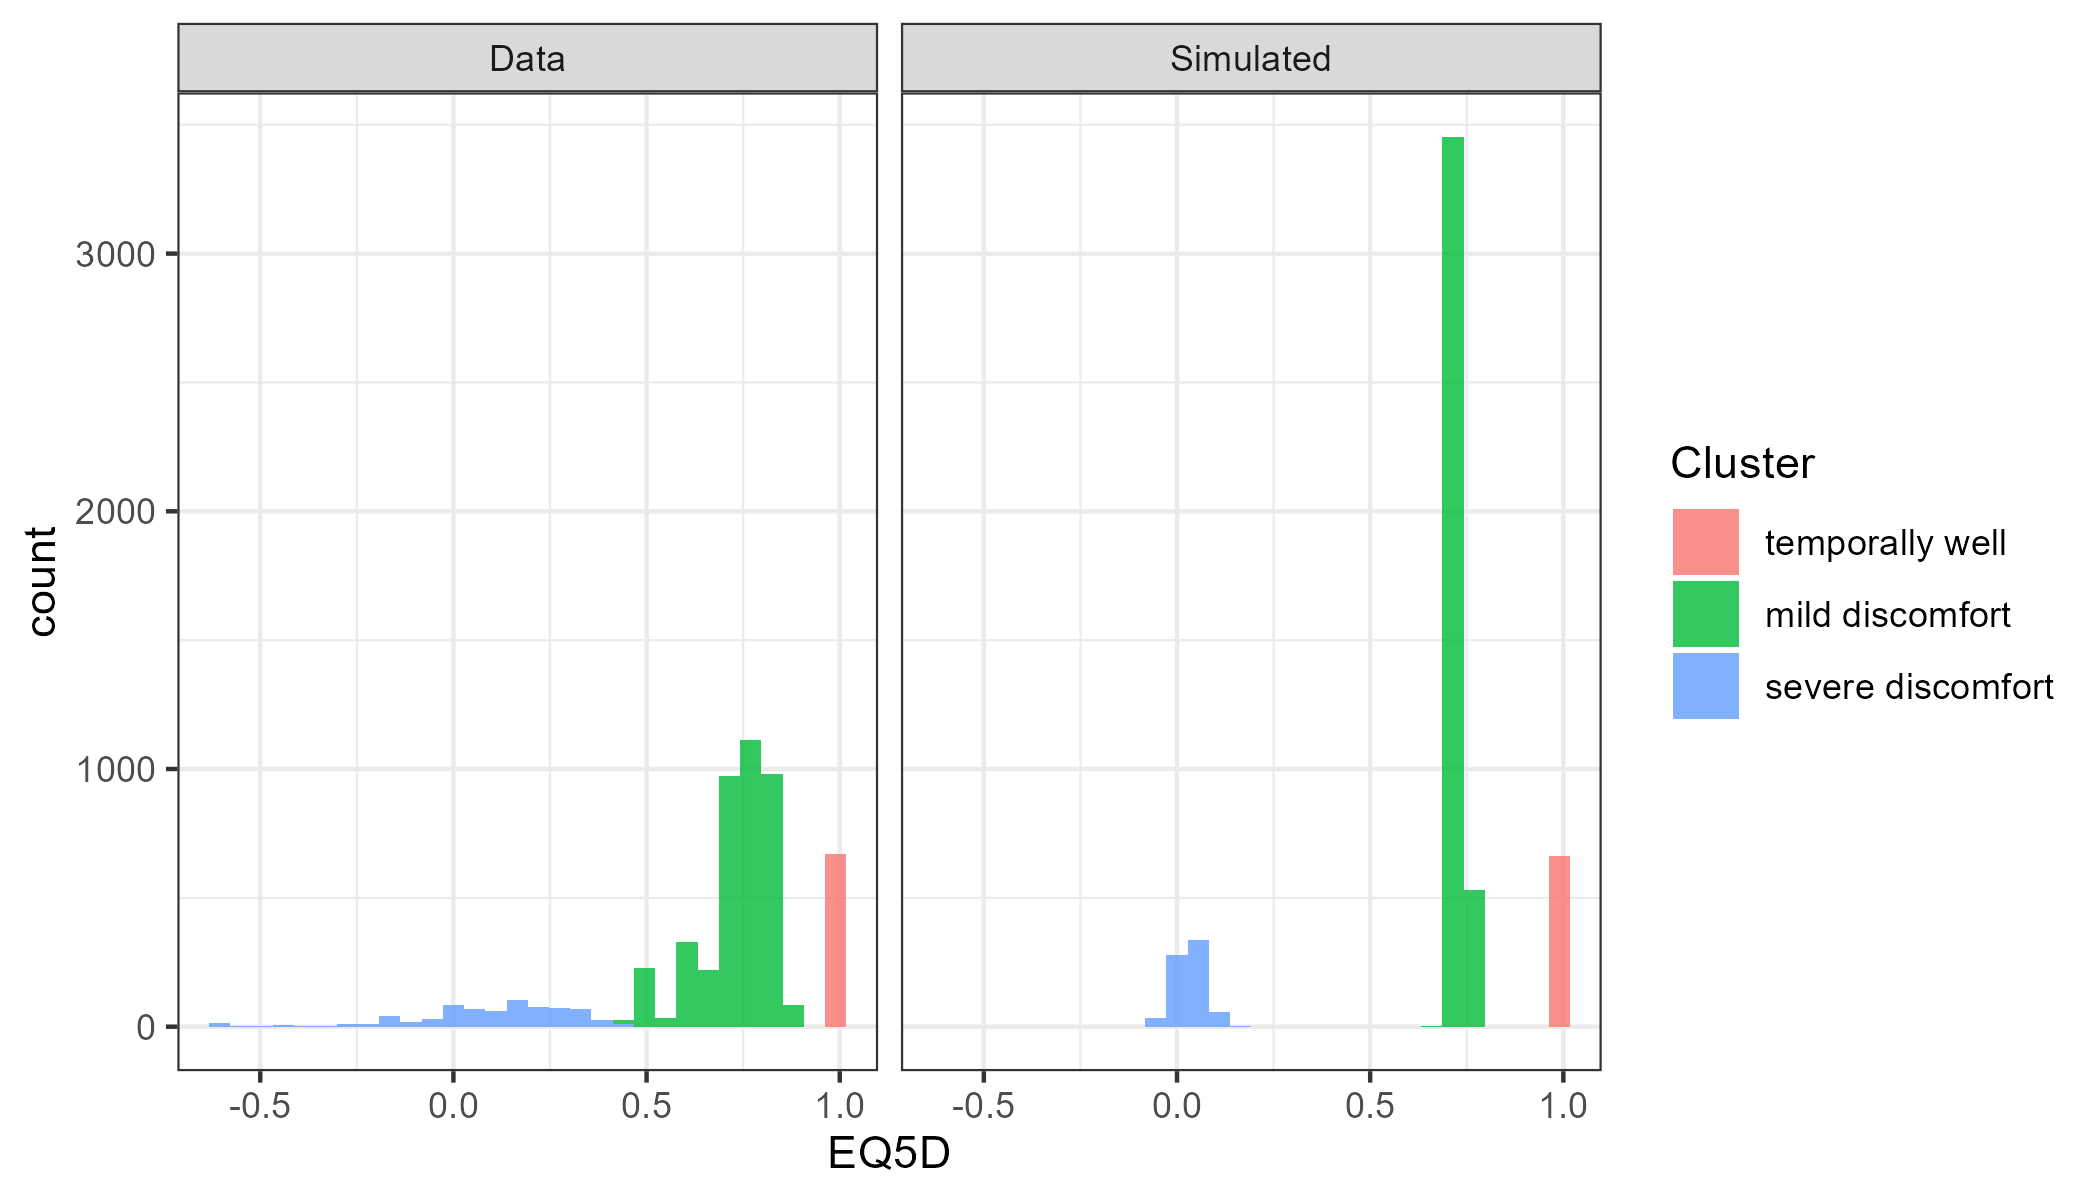 Data
Simulated
count
3000
2000
1000
0
-0.5
0.0
0.5
1.0
-0.5
0.0
0.5
1.0
EQ5D
Cluster
temporally well
mild discomfort
severe discomfort